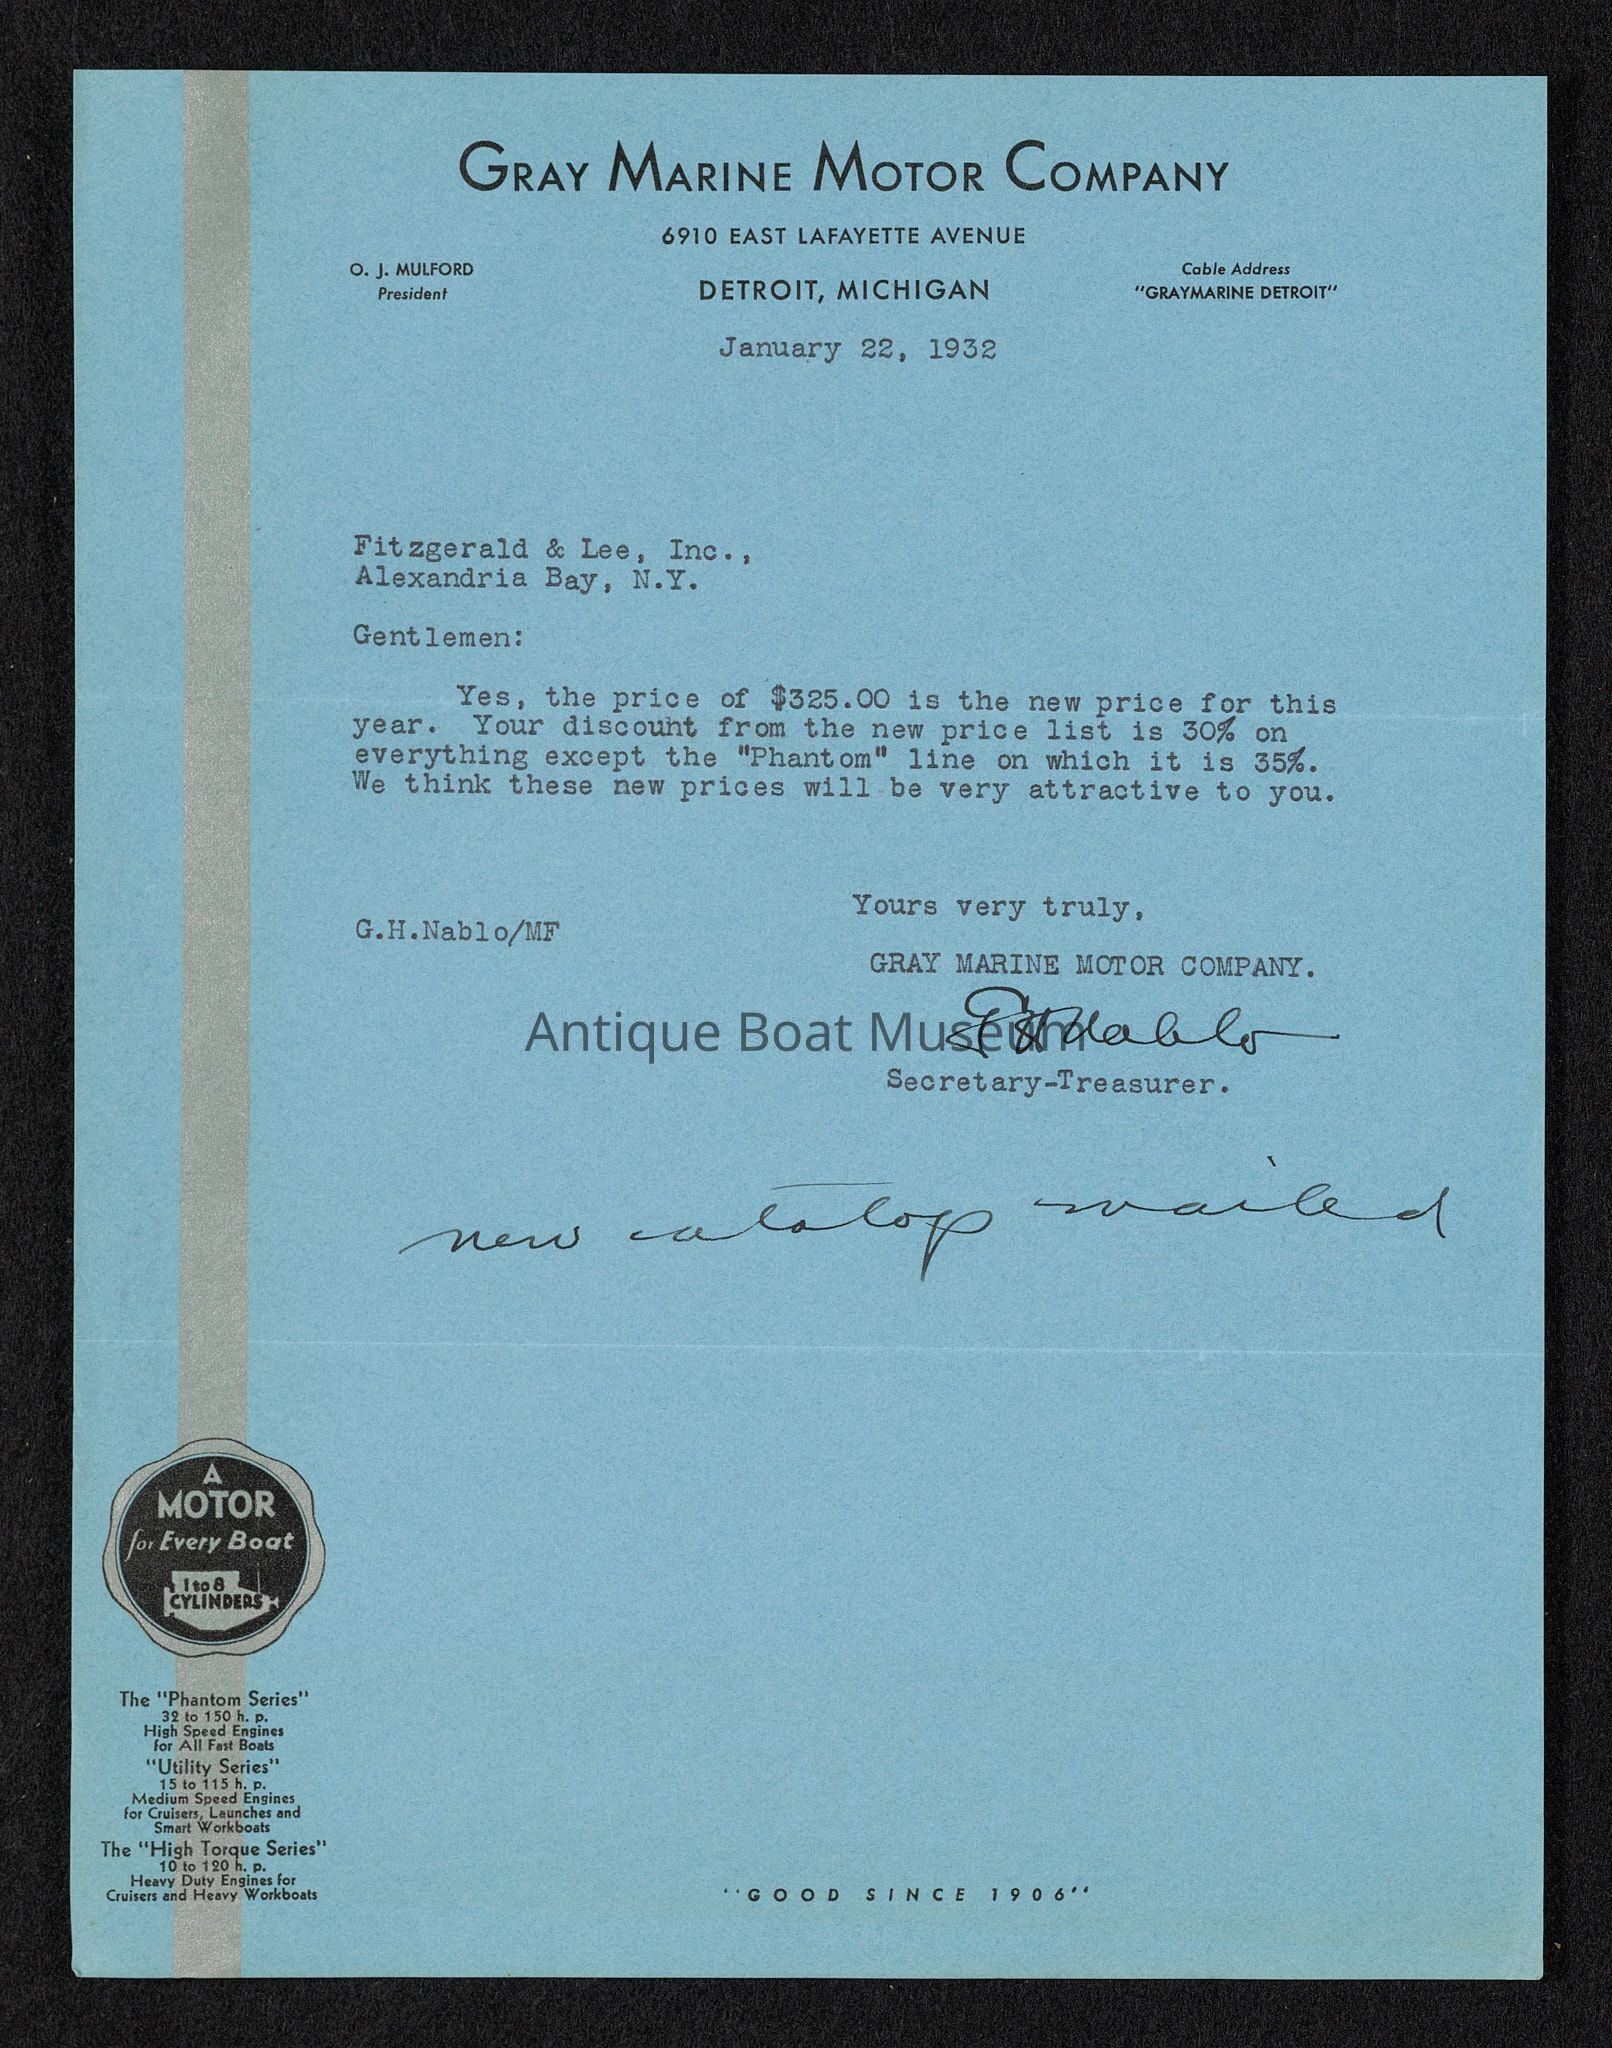 GRAY MARINE MOTOR COMPANY
6910 EAST LAFAYETTE AVENUE
O. J. MULFORD
President
DETROIT, MICHIGAN
Cable Address
"GRAYMARINE DETROIT"
January 22, 1932
Fitzgerald & Lee, Inc.,
Alexandria Bay, N.Y.
Gentlemen:
Yes, the price of $325.00 is the new price for this
year. Your discount from the new price list is 30% on
everything except the "Phantom" line on which it is 35%.
We think these new prices will be very attractive to you.
Yours very truly,
G.H.Nablo/MF
GRAY MARINE MOTOR COMPANY.
Antique Boat Museum
GHNablo
Secretary-Treasurer.
new catalog mailed
A
MOTOR
for Every Boat
1 to 8
CYLINDERS
The "Phantom Series"
32 to 150 h. p.
High Speed Engines
for All Fast Boats
"Utility Series"
15 to 115 h. p.
Medium Speed Engines
for Cruisers, Launches and
Smart Workboats
The "High Torque Series"
10 to 120 h. p.
Heavy Duty Engines for
Cruisers and Heavy Workboats
"GOOD SINCE 1906"